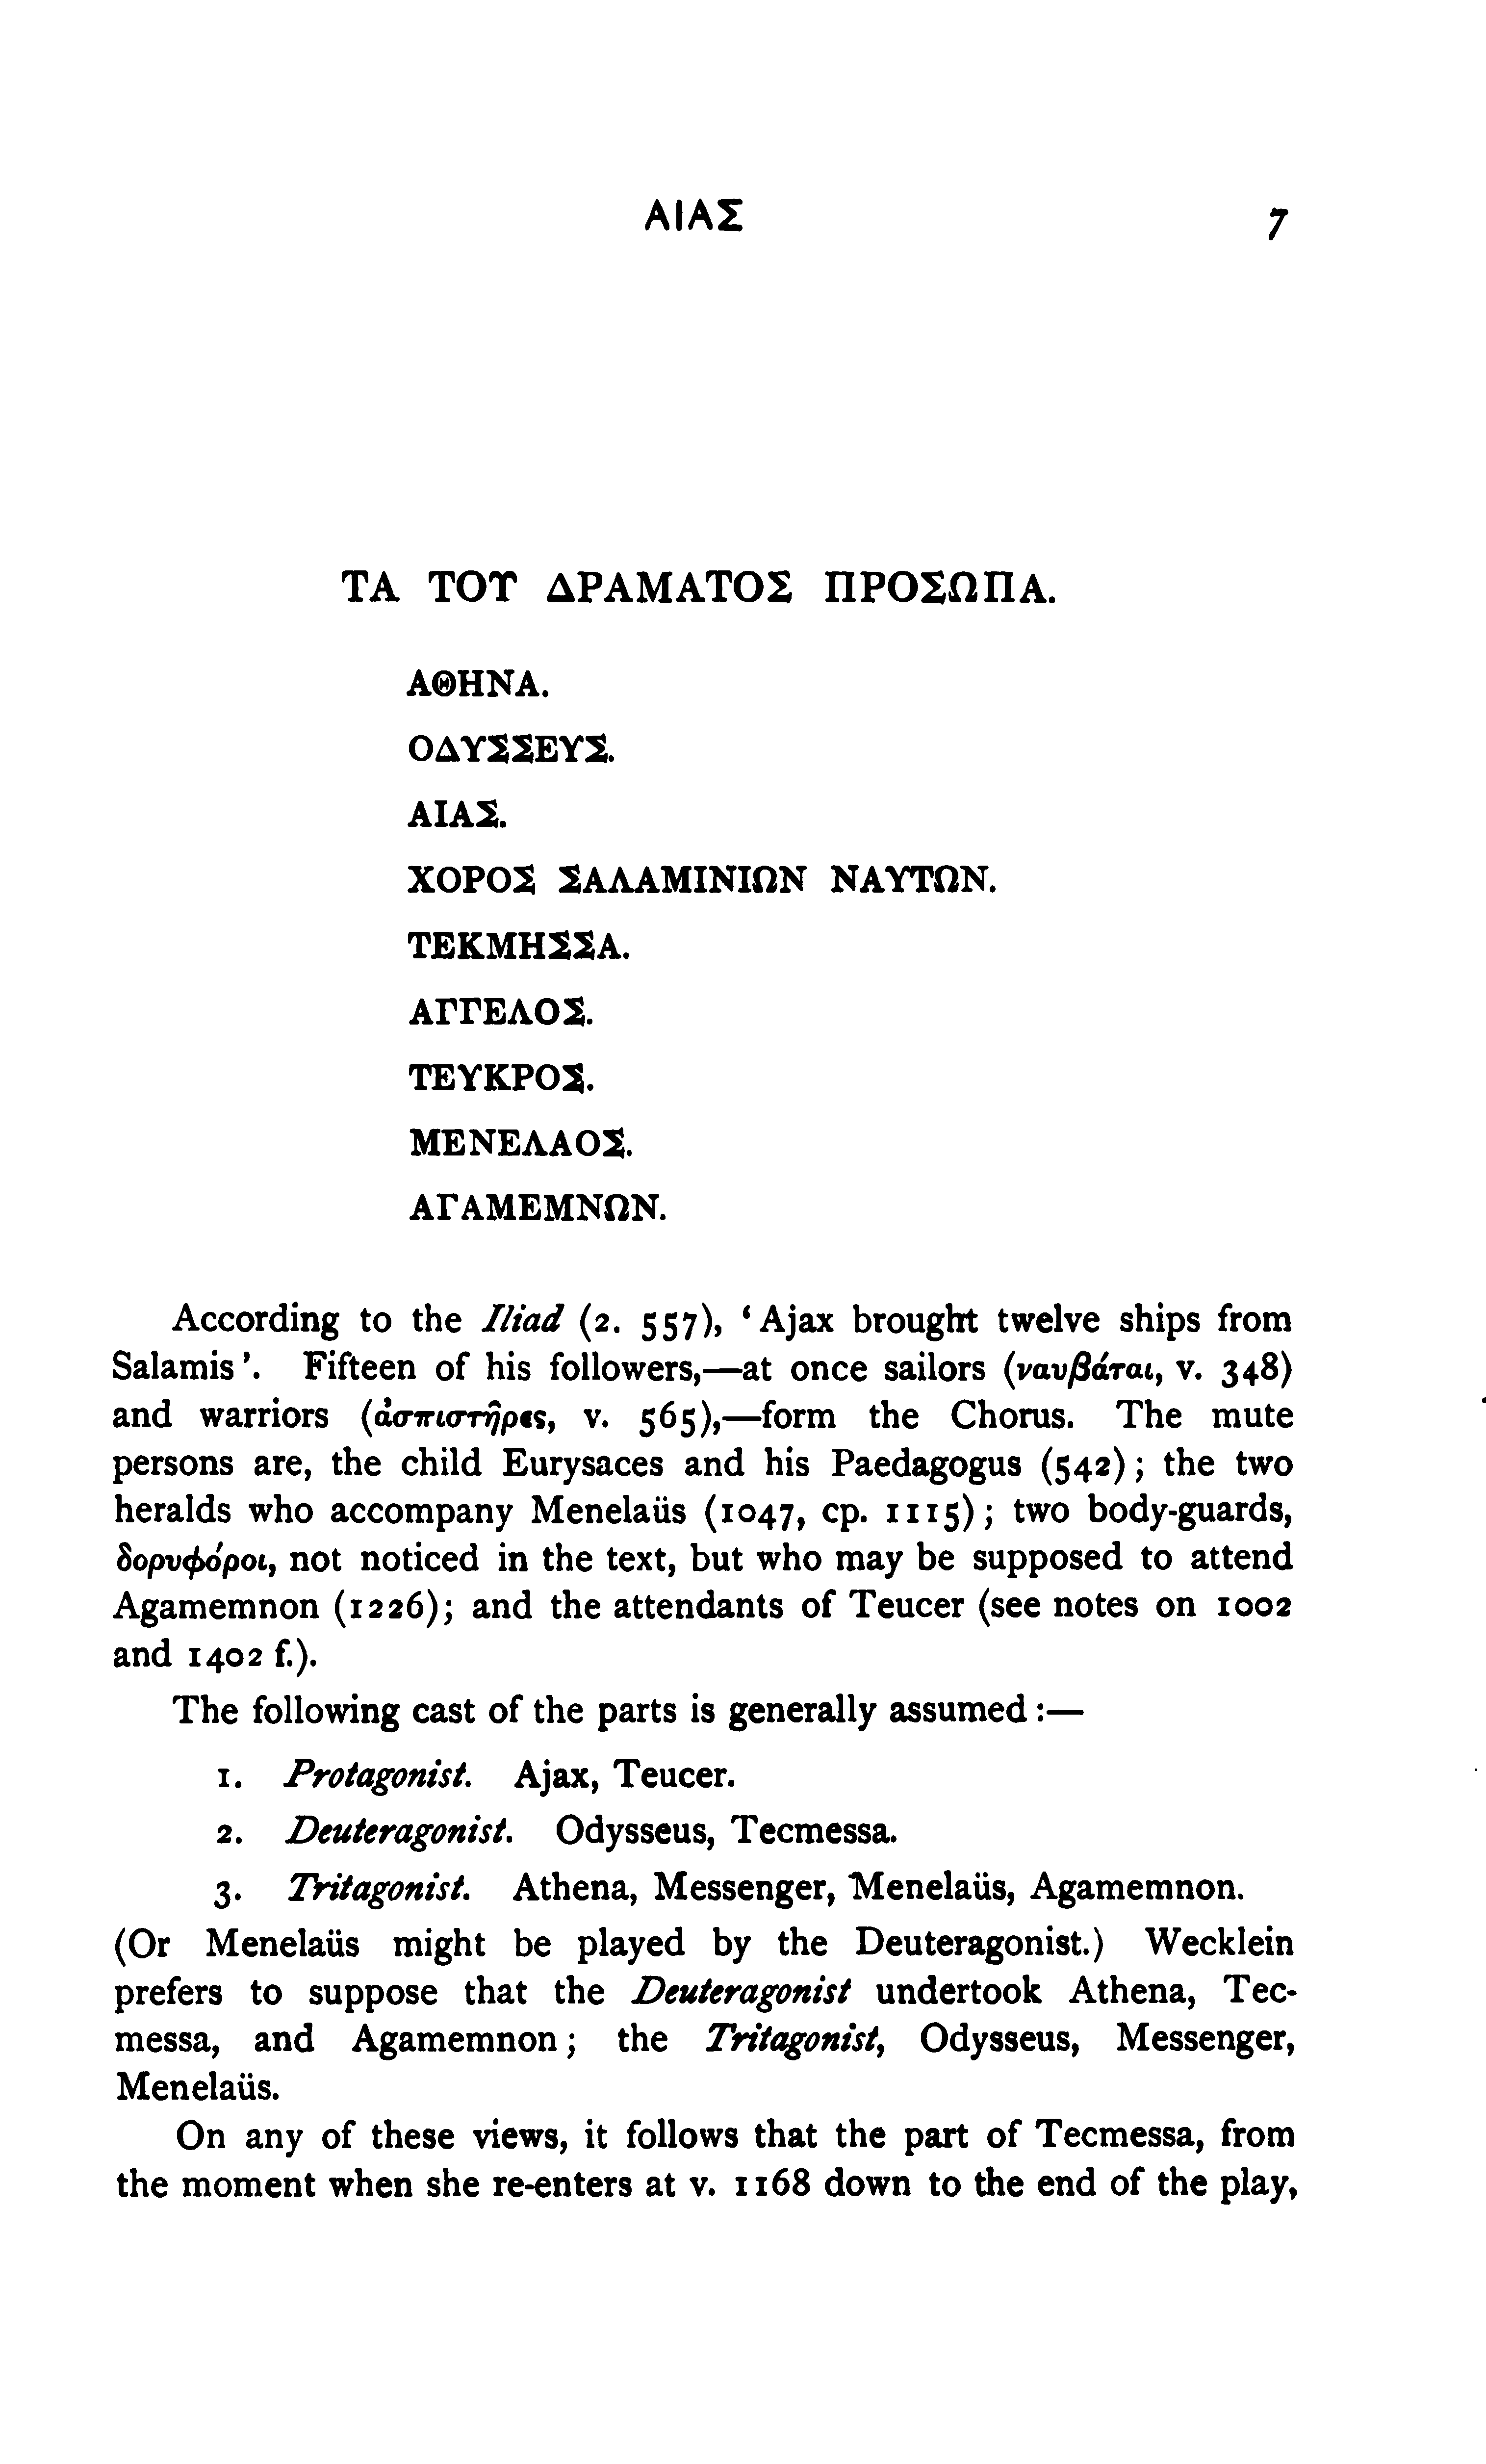 ΑΙΑΣ 7
ΤΑ ΤΟΥ ΔΡΑΜΑΤΟΣ ΠΡΟΣΩΠΑ.
ΑΘΗΝΑ.
ΟΔΥΣΣΕΥΣ.
ΑΙΑΣ.
ΧΟΡΟΣ ΣΑΛΑΜΙΝΙΩΝ ΝΑΥΤΩΝ.
ΤΕΚΜΗΣΣΑ.
ΑΓΓΕΛΟΣ.
ΤΕΥΚΡΟΣ.
ΜΕΝΕΛΑΟΣ.
ΑΓΑΜΕΜΝΩΝ.
According to the Iliad (2. 557), ‘Ajax brought twelve ships from
Salamis’. Fifteen of his followers,—at once sailors (ναυβάται, v. 348)
and warriors (ἀσπιστῆρες, v. 565),—form the Chorus. The mute
persons are, the child Eurysaces and his Paedagogus (542); the two
heralds who accompany Menelaüs (1047, cp. 1115); two body-guards,
δορυφόροι, not noticed in the text, but who may be supposed to attend
Agamemnon (1226); and the attendants of Teucer (see notes on 1002
and 1402 f.).
The following cast of the parts is generally assumed:—
1. Protagonist. Ajax, Teucer.
2. Deuteragonist. Odysseus, Tecmessa.
3. Tritagonist. Athena, Messenger, Menelaüs, Agamemnon.
(Or Menelaüs might be played by the Deuteragonist.) Wecklein
prefers to suppose that the Deuteragonist undertook Athena, Tec-
messa, and Agamemnon; the Tritagonist, Odysseus, Messenger,
Menelaüs.
On any of these views, it follows that the part of Tecmessa, from
the moment when she re-enters at v. 1168 down to the end of the play,